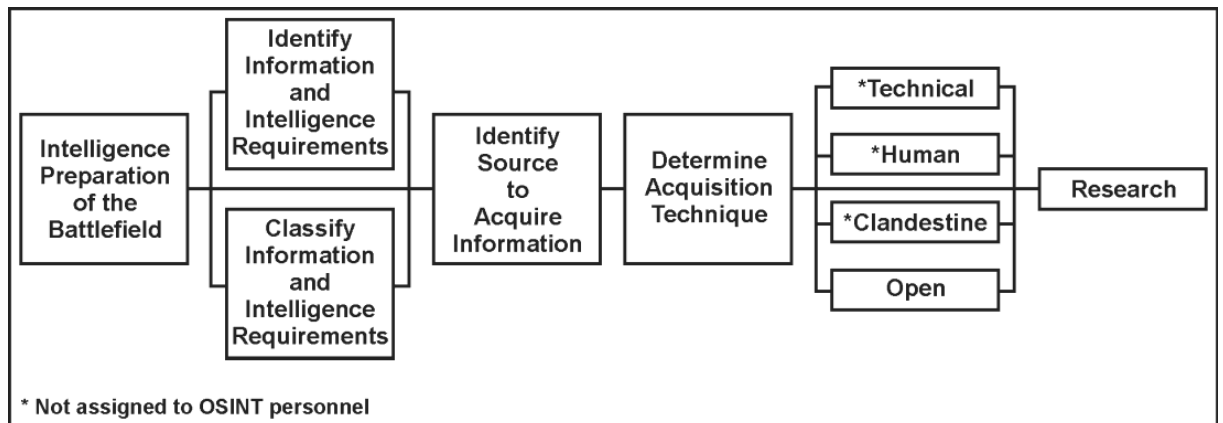 Intelligence
Preparation
of the
Battlefield
Identify
Information
and
Intelligence
Requirements
Classify
Information
and
Intelligence
Requirements
Identify
Source
to
Acquire
Information
Determine
Acquisition
Technique
*Technical
*Human
*Clandestine
Open
Research
* Not assigned to OSINT personnel